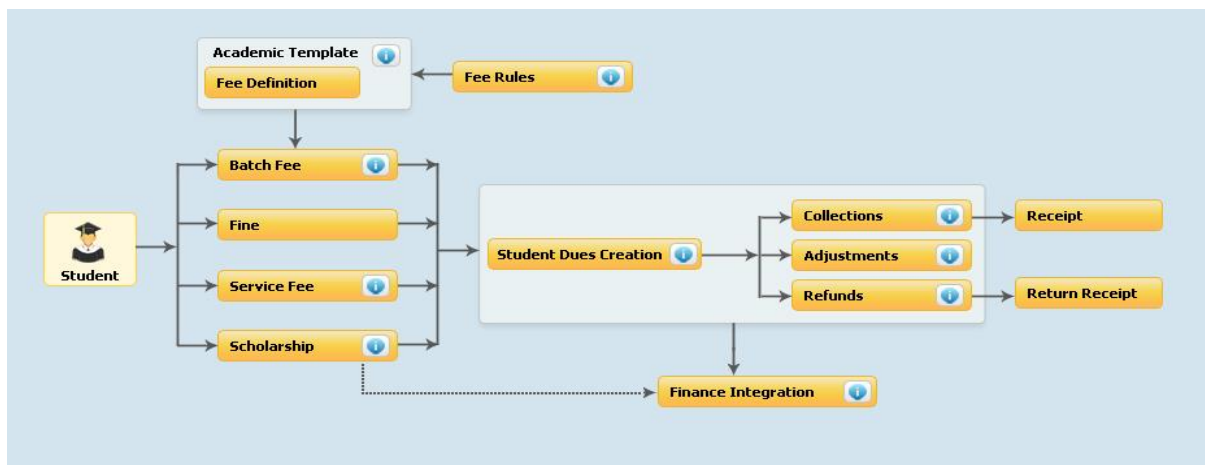 Academic Template
Fee Definition
Fee Rules
Batch Fee
Fine
Service Fee
Scholarship
Student
Student Dues Creation
Collections
Adjustments
Refunds
Receipt
Return Receipt
Finance Integration